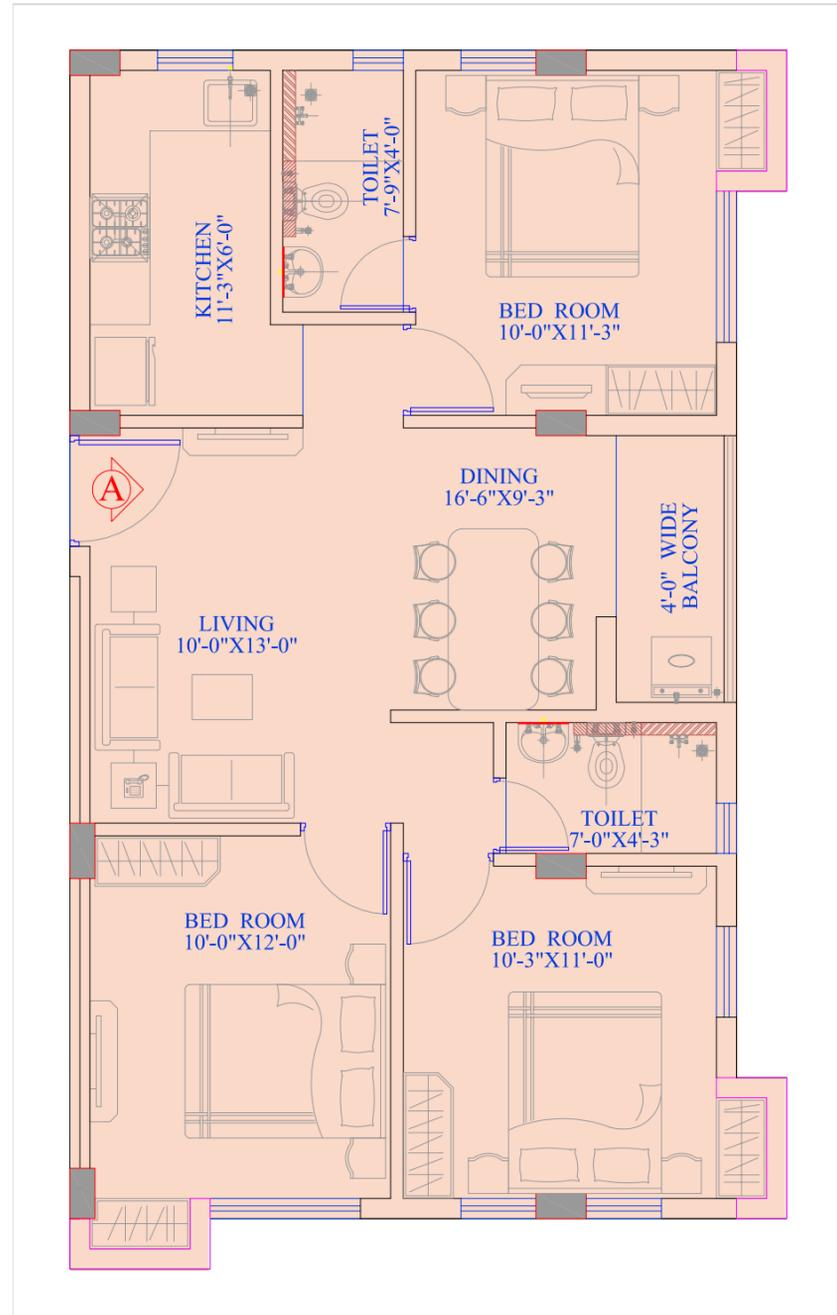 KITCHEN
11'-3"X6'-0"
TOILET
7'-9"X4'-0"
BED ROOM
10'-0"X11'-3"
A
DINING
16'-6"X9'-3"
4'-0" WIDE
BALCONY
LIVING
10'-0"X13'-0"
TOILET
7'-0"X4'-3"
BED ROOM
10'-0"X12'-0"
BED ROOM
10'-3"X11'-0"